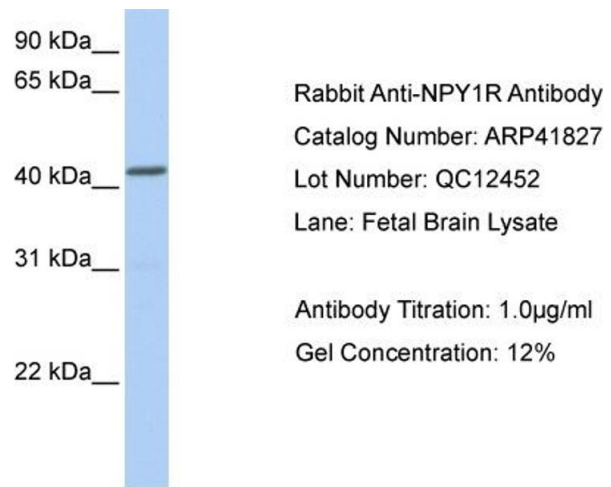 90 kDa
65 kDa
40 kDa
31 kDa
22 kDa
Rabbit Anti-NPY1R Antibody
Catalog Number: ARP41827
Lot Number: QC12452
Lane: Fetal Brain Lysate
Antibody Titration: 1.0µg/ml
Gel Concentration: 12%